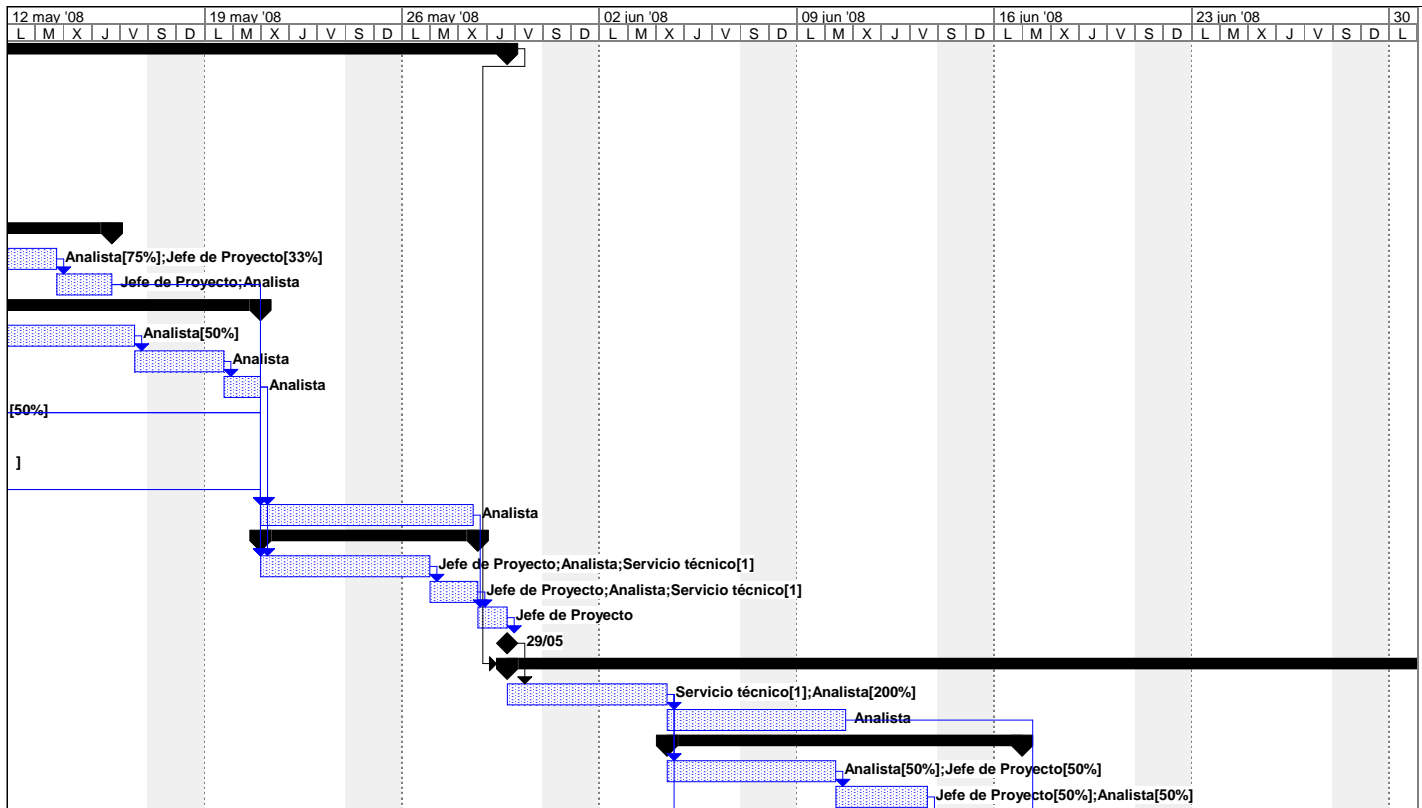 12 may '08 19 may '08 26 may '08 02 jun '08 09 jun '08 16 jun '08 23 jun '08 30
L M X J V S D L M X J V S D L M X J V S D L M X J V S D L M X J V S D L M X J V S D L M X J V S D L
Analista[75%];Jefe de Proyecto[33%]
Jefe de Proyecto;Analista
Analista[50%]
Analista
Analista
[50%]
]
Analista
Jefe de Proyecto;Analista;Servicio técnico[1]
Jefe de Proyecto;Analista;Servicio técnico[1]
Jefe de Proyecto
29/05
Servicio técnico[1];Analista[200%]
Analista
Analista[50%];Jefe de Proyecto[50%]
Jefe de Proyecto[50%];Analista[50%]